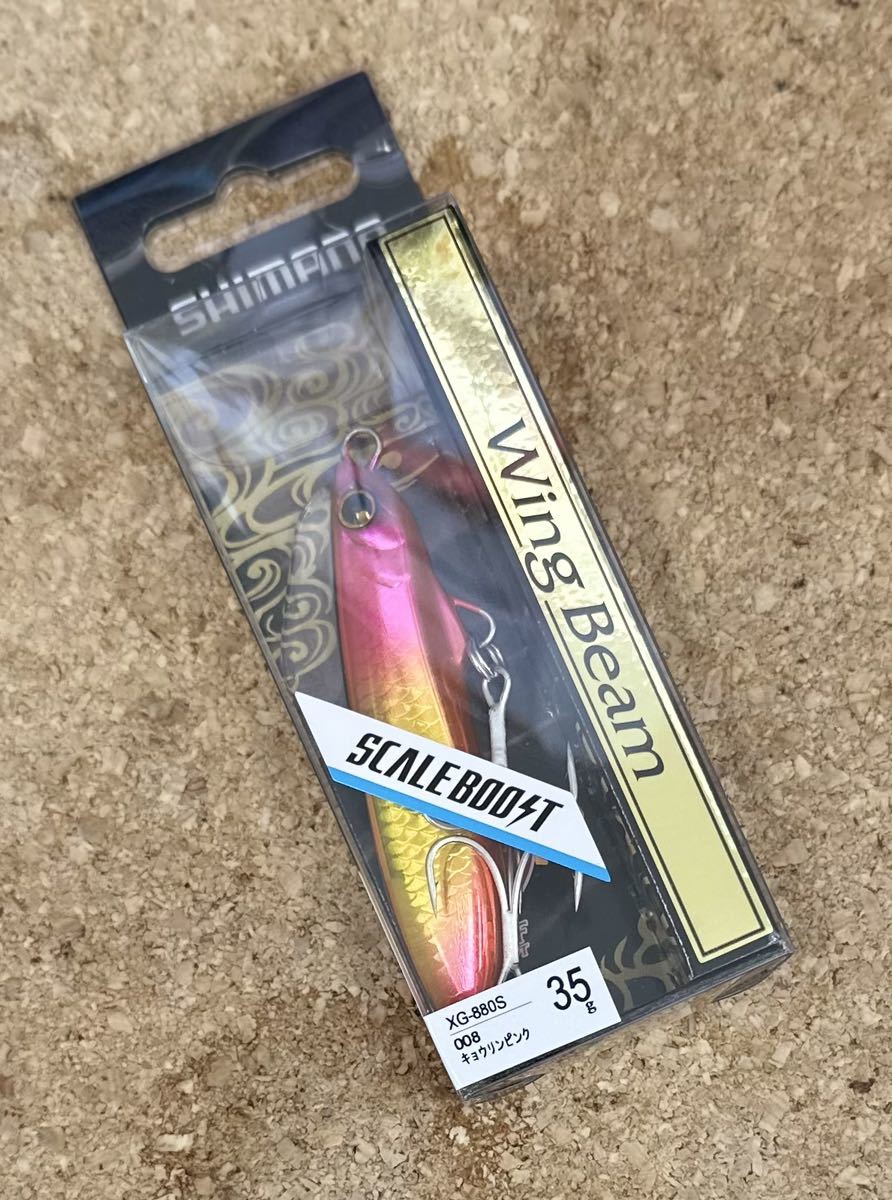 SHIMANO
Wing Beam
SCALE BOOST
XG-880S
35g
008
キョウリンピンク